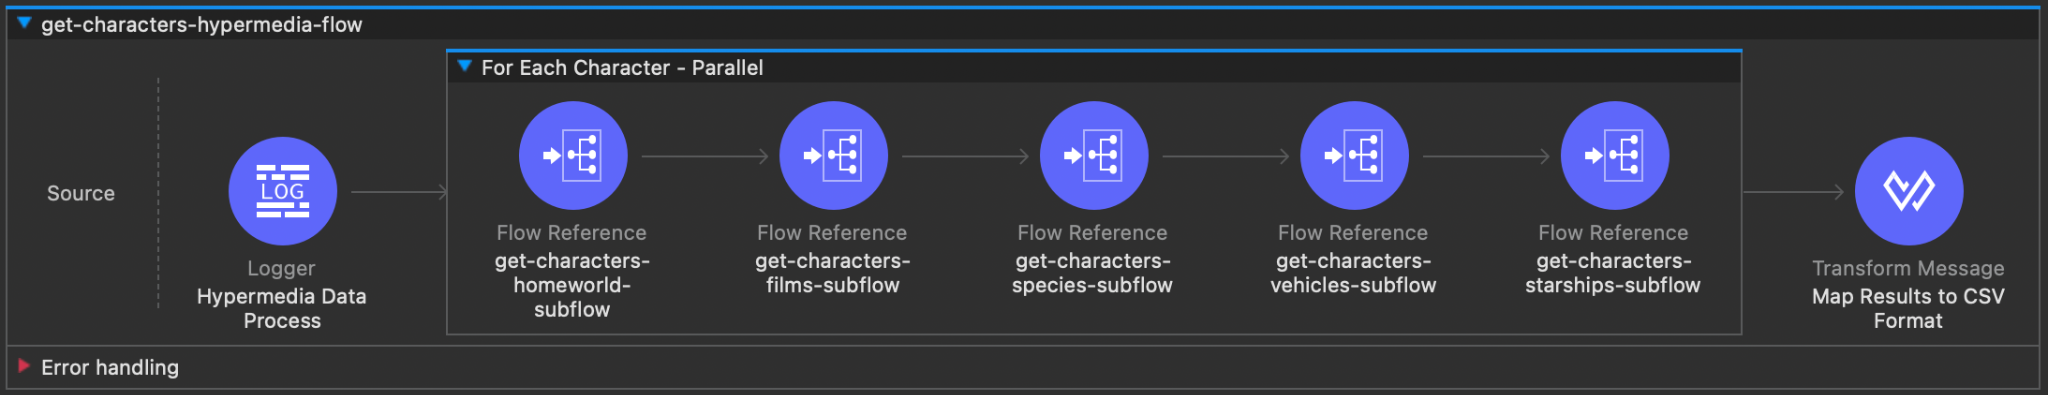 get-characters-hypermedia-flow
For Each Character - Parallel
Source
LOG
Logger
Hypermedia Data
Process
Flow Reference
get-characters-
homeworld-
subflow
Flow Reference
get-characters-
films-subflow
Flow Reference
get-characters-
species-subflow
Flow Reference
get-characters-
vehicles-subflow
Flow Reference
get-characters-
starships-subflow
Transform Message
Map Results to CSV
Format
Error handling